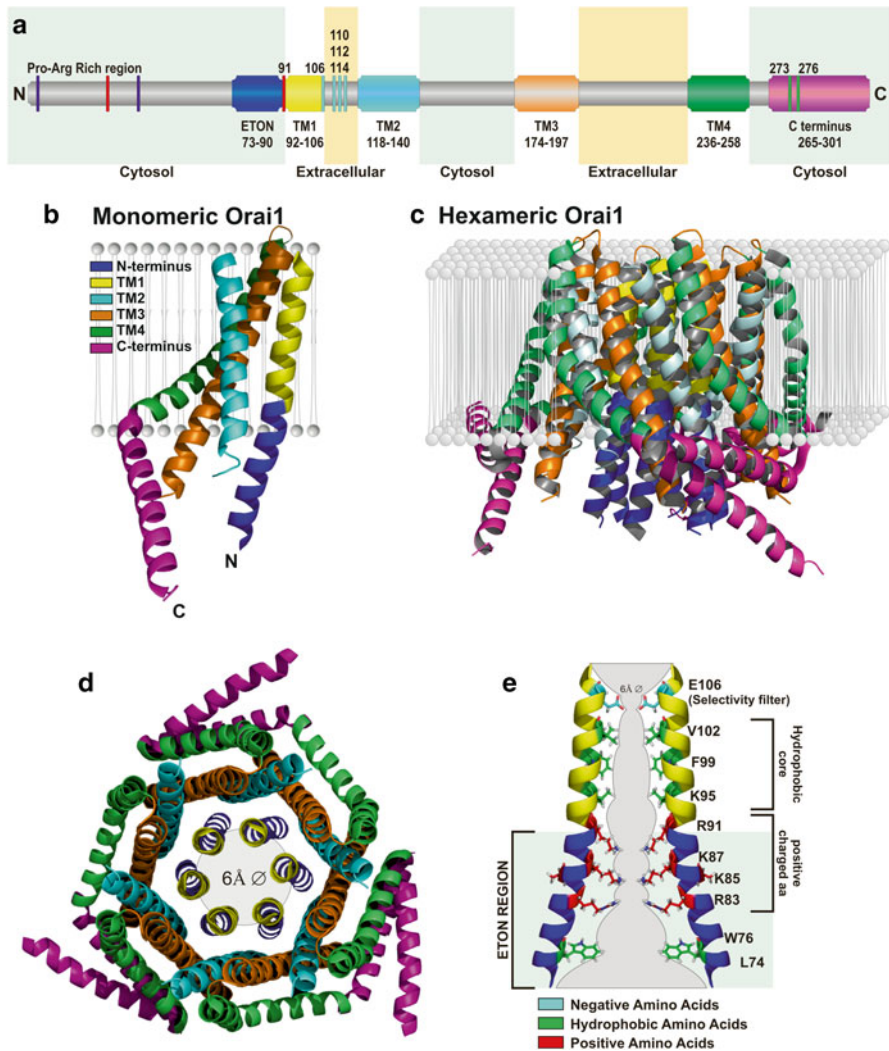 a
110
112
114
Pro-Arg Rich region
91
106
273
276
N
C
ETON
73-90
TM1
92-106
TM2
118-140
TM3
174-197
TM4
236-258
C terminus
265-301
Cytosol
Extracellular
Cytosol
Extracellular
Cytosol
b Monomeric Orai1
N-terminus
TM1
TM2
TM3
TM4
C-terminus
N
C
c Hexameric Orai1
d
6Å Ø
e
6Å Ø
E106
(Selectivity filter)
V102
F99
K95
Hydrophobic
core
R91
K87
K85
R83
positive
charged aa
W76
L74
ETON REGION
Negative Amino Acids
Hydrophobic Amino Acids
Positive Amino Acids